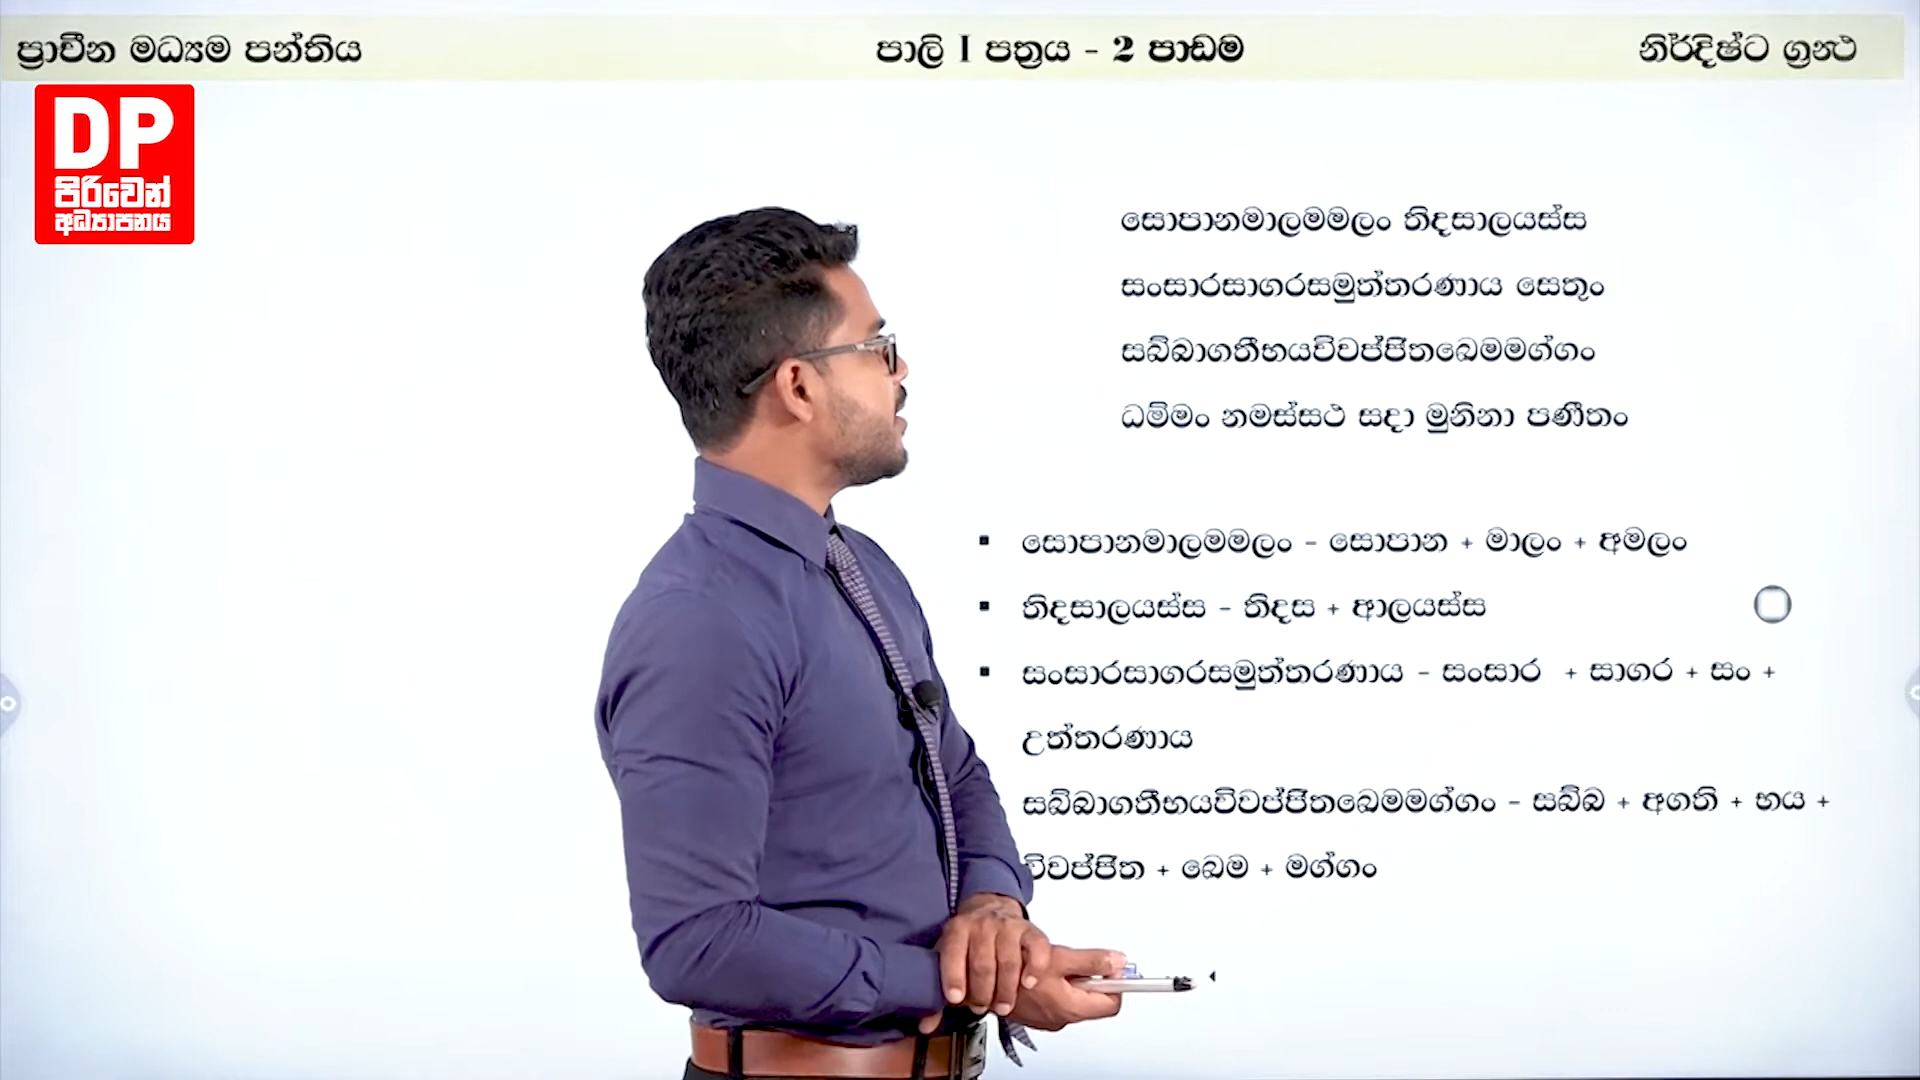 ප්‍රාචීන මධ්‍යම පන්තිය
පාලි I පත්‍රය - 2 පාඩම
නිර්දිෂ්ට ග්‍රන්ථ
DP
පිරිවෙන්
අධ්‍යාපනය
සොපානමාලමමලං තිදසාලයස්ස
සංසාරසාගරසමුත්තරණාය සෙතුං
සබ්බාගතීභයවිවජ්ජිතඛෙමමග්ගං
ධම්මං නමස්සථ සදා මුනිනා පණීතං
▪ සොපානමාලමමලං - සොපාන + මාලං + අමලං
▪ තිදසාලයස්ස - තිදස + ආලයස්ස
▪ සංසාරසාගරසමුත්තරණාය - සංසාර + සාගර + සං +
උත්තරණාය
සබ්බාගතීභයවිවජ්ජිතඛෙමමග්ගං - සබ්බ + අගති + භය +
විවජ්ජිත + ඛෙම + මග්ගං